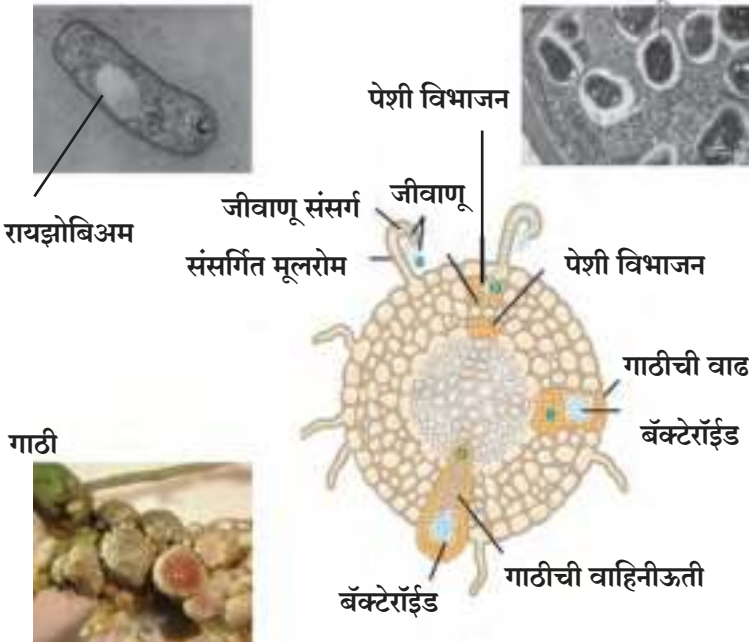 पेशी विभाजन
जीवाणू संसर्ग
जीवाणू
रायझोबिअम
संसर्गित मूलरोम
पेशी विभाजन
गाठीची वाढ
बॅक्टेरॉईड
गाठी
गाठीची वाहिनीऊती
बॅक्टेरॉईड